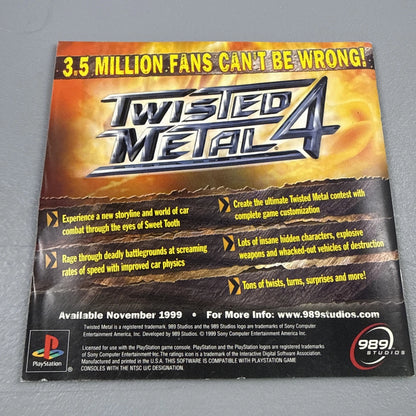 3.5 MILLION FANS CAN'T BE WRONG!
TWISTED
METAL 4
Experience a new storyline and world of car
combat through the eyes of Sweet Tooth
Rage through deadly battlegrounds at screaming
rates of speed with improved car physics
Create the ultimate Twisted Metal contest with
complete game customization
Lots of insane hidden characters, explosive
weapons and whacked-out vehicles of destruction
Tons of twists, turns, surprises and more!
Available November 1999 • For More Info: www.989studios.com
Twisted Metal is a registered trademark. 989 Studios and the 989 Studios logo are trademarks of Sony Computer
Entertainment America, Inc. Developed by 989 Studios. © 1999 Sony Computer Entertainment America Inc.
Licensed for use with the PlayStation game console. PlayStation and the PlayStation logos are registered trademarks
of Sony Computer Entertainment Inc. The ratings icon is a trademark of the Interactive Digital Software Association.
Manufactured and printed in the U.S.A. THIS SOFTWARE IS COMPATIBLE WITH PLAYSTATION GAME
CONSOLES WITH THE NTSC U/C DESIGNATION.
PlayStation
989
STUDIOS